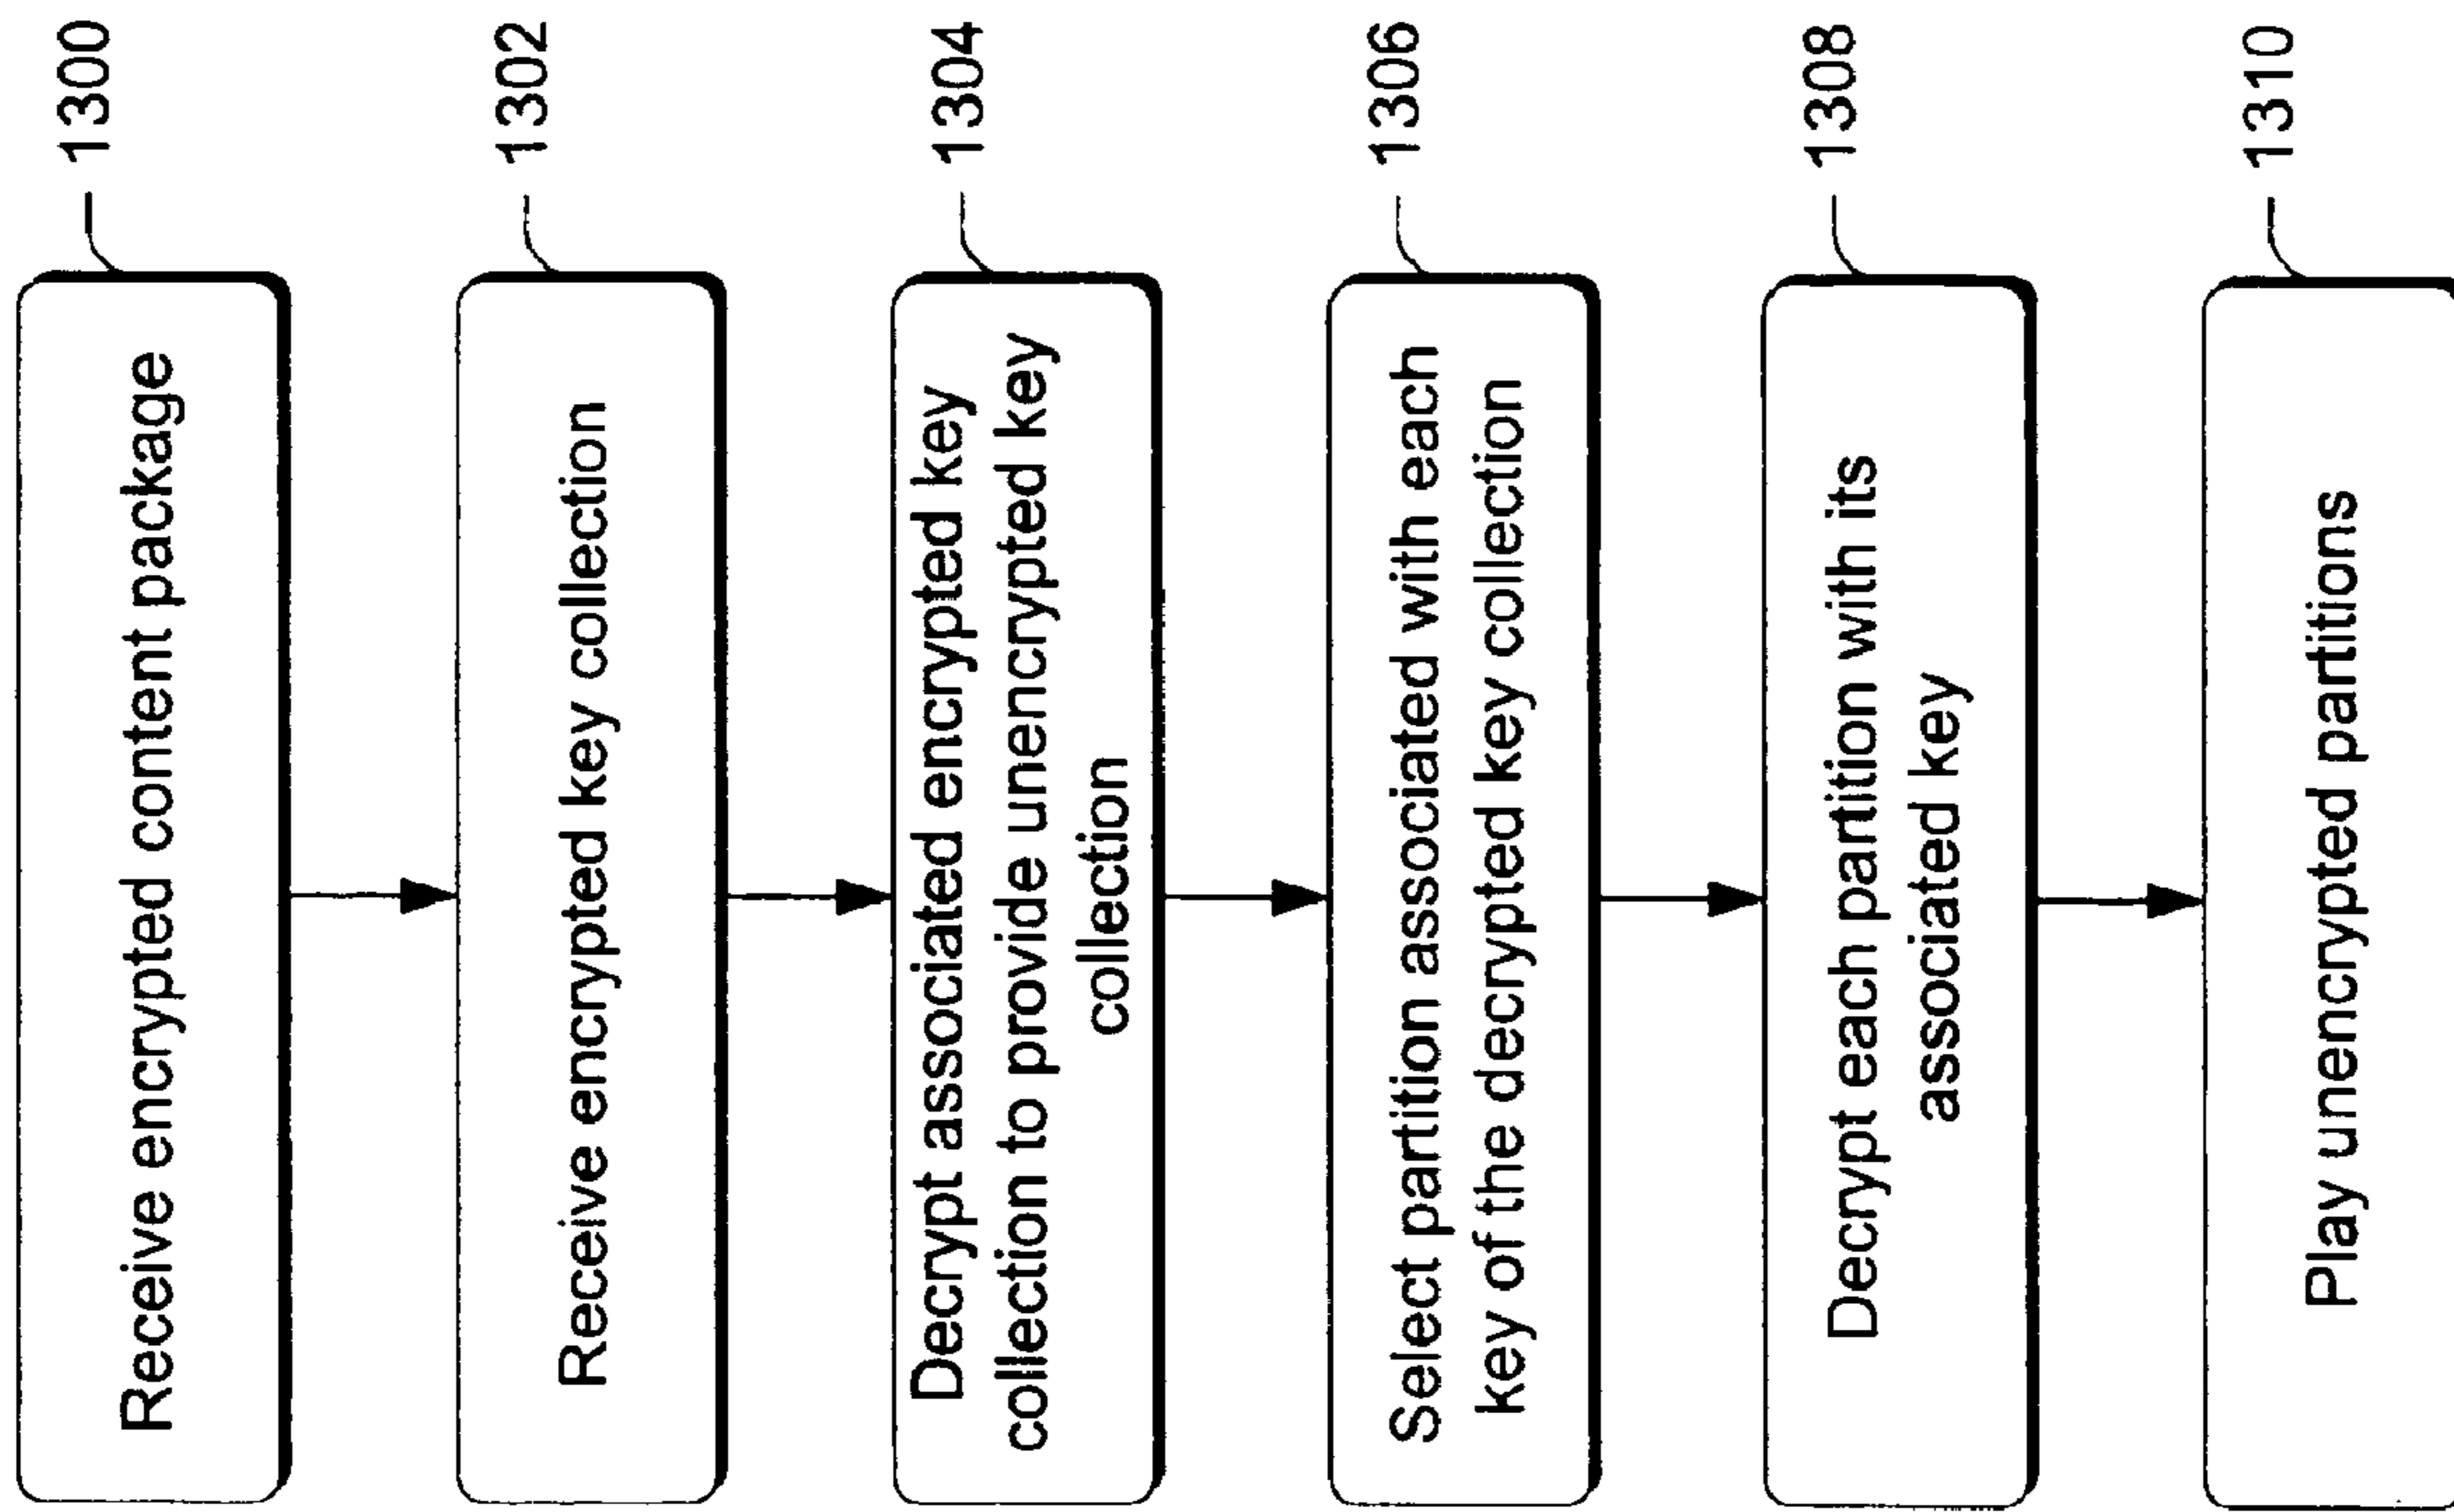 Receive encrypted content package
1300
Receive encrypted key collection
1302
Decrypt associated encrypted key
collection to provide unencrypted key
collection
1304
Select partition associated with each
key of the decrypted key collection
1306
Decrypt each partition with its
associated key
1308
Play unencrypted partitions
1310